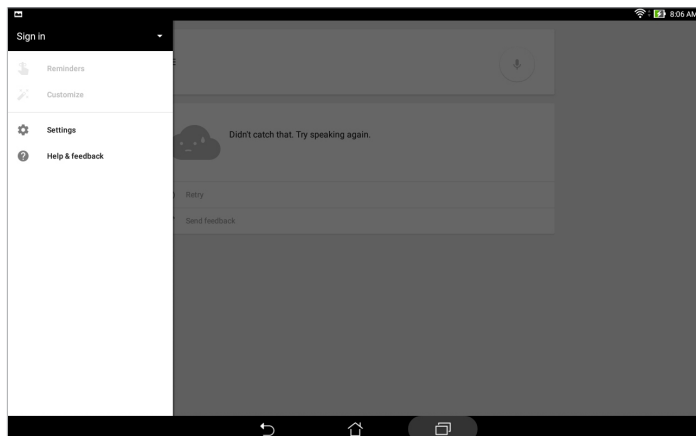 8:06 AM
Sign in
Reminders
Customize
Settings
Help & feedback
Didn't catch that. Try speaking again.
Retry
Send feedback